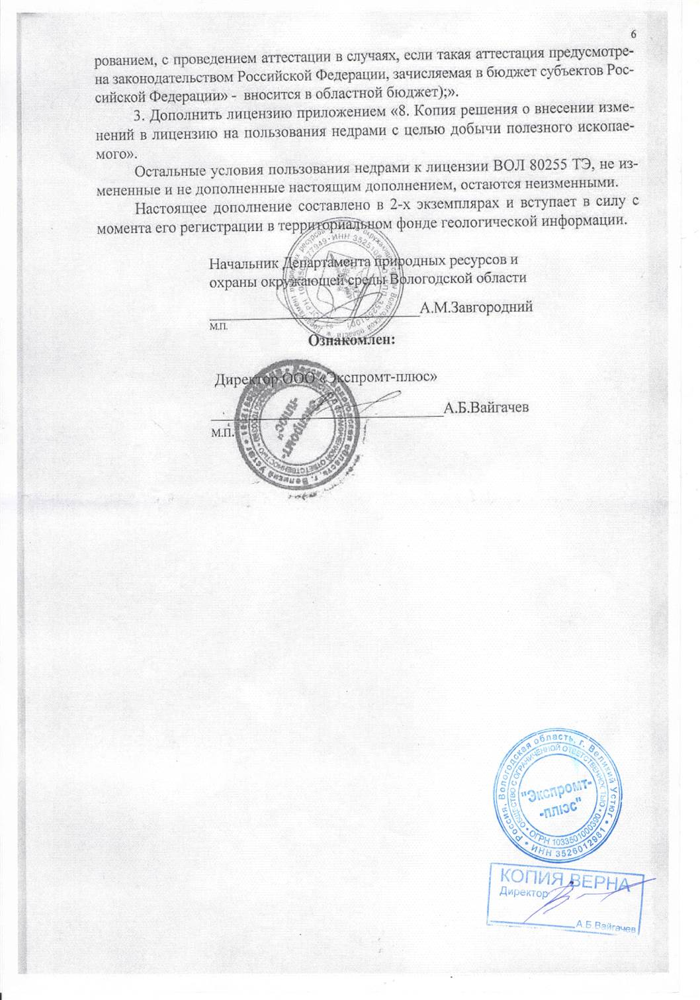 6
рованием, с проведением аттестации в случаях, если такая аттестация предусмотре-
на законодательством Российской Федерации, зачисляемая в бюджет субъектов Рос-
сийской Федерации» - вносится в областной бюджет);».
3. Дополнить лицензию приложением «8. Копия решения о внесении изме-
нений в лицензию на пользования недрами с целью добычи полезного ископае-
мого».
Остальные условия пользования недрами к лицензии ВОЛ 80255 ТЭ, не из-
мененные и не дополненные настоящим дополнением, остаются неизменными.
Настоящее дополнение составлено в 2-х экземплярах и вступает в силу с
момента его регистрации в территориальном фонде геологической информации.
Начальник Департамента природных ресурсов и
охраны окружающей среды Вологодской области
А.М.Завгородний
М.П.
Ознакомлен:
Директор ООО «Экспромт-плюс»
А.Б.Вайгачев
М.П.
Россия, Вологодская область, г. Великий Устюг • ИНН 3526012981 •
ОБЩЕСТВО С ОГРАНИЧЕННОЙ ОТВЕТСТВЕННОСТЬЮ • ОГРН 1033501000390 •
"Экспромт-
-плюс"
КОПИЯ ВЕРНА
Директор
А.Б.Вайгачев